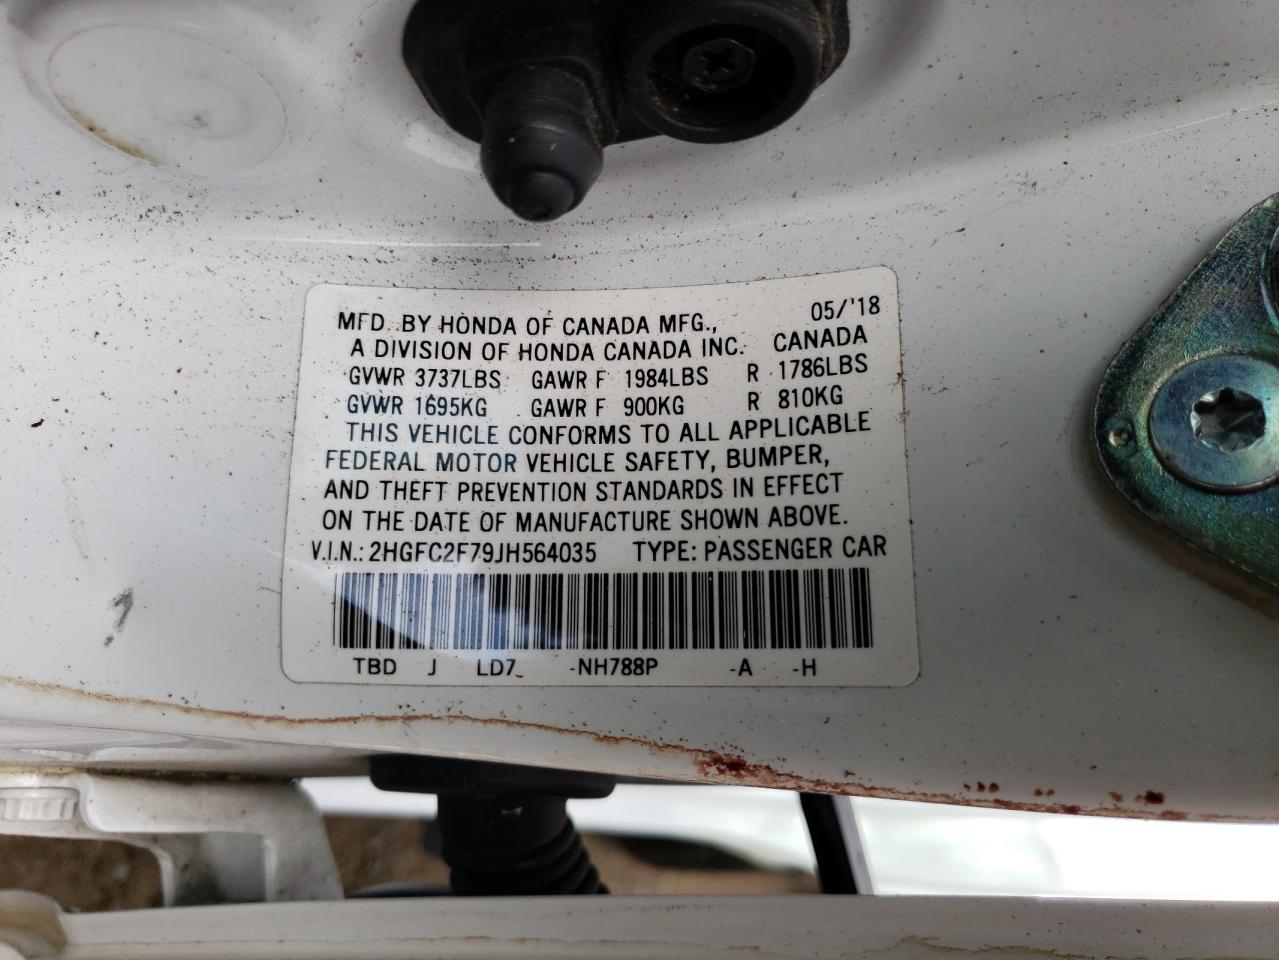 MFD. BY HONDA OF CANADA MFG., 05/'18
A DIVISION OF HONDA CANADA INC. CANADA
GVWR 3737LBS GAWR F 1984LBS R 1786LBS
GVWR 1695KG GAWR F 900KG R 810KG
THIS VEHICLE CONFORMS TO ALL APPLICABLE
FEDERAL MOTOR VEHICLE SAFETY, BUMPER,
AND THEFT PREVENTION STANDARDS IN EFFECT
ON THE DATE OF MANUFACTURE SHOWN ABOVE.
V.I.N.: 2HGFC2F79JH564035 TYPE: PASSENGER CAR
TBD J LD7 -NH788P -A -H